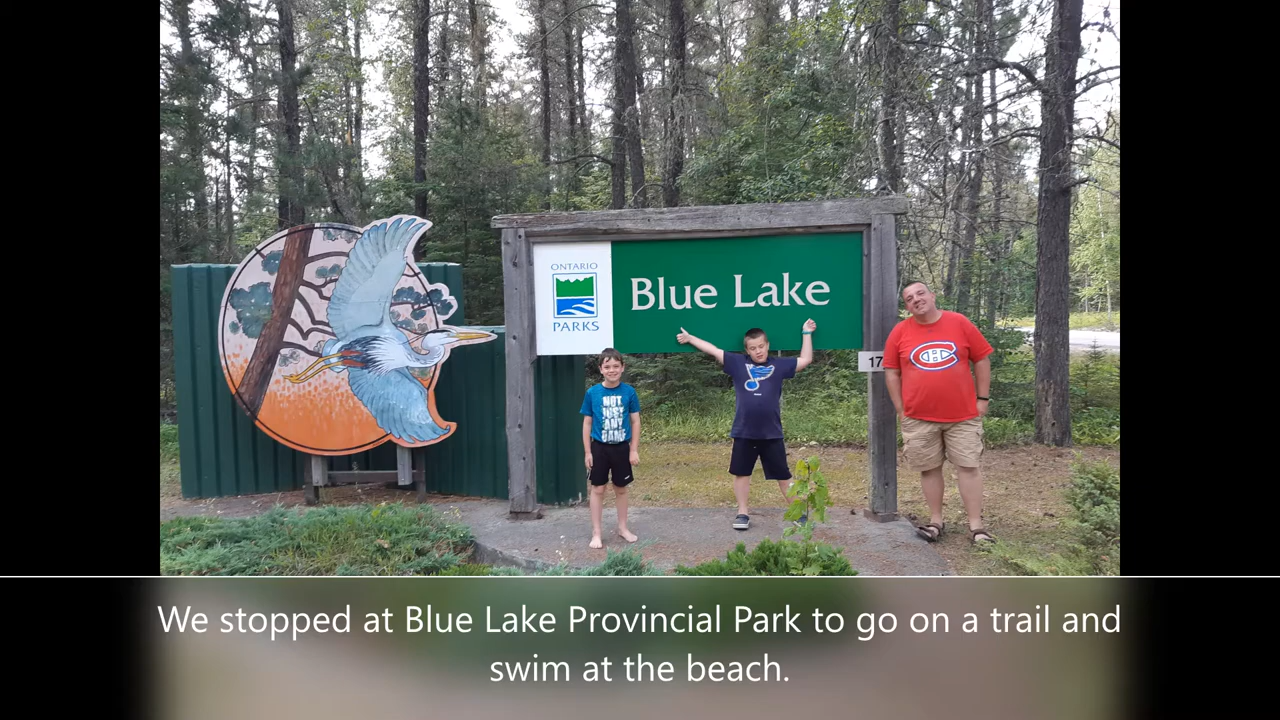 ONTARIO
PARKS
Blue Lake
17
NOT
JUST
ANY
GAME
We stopped at Blue Lake Provincial Park to go on a trail and
swim at the beach.